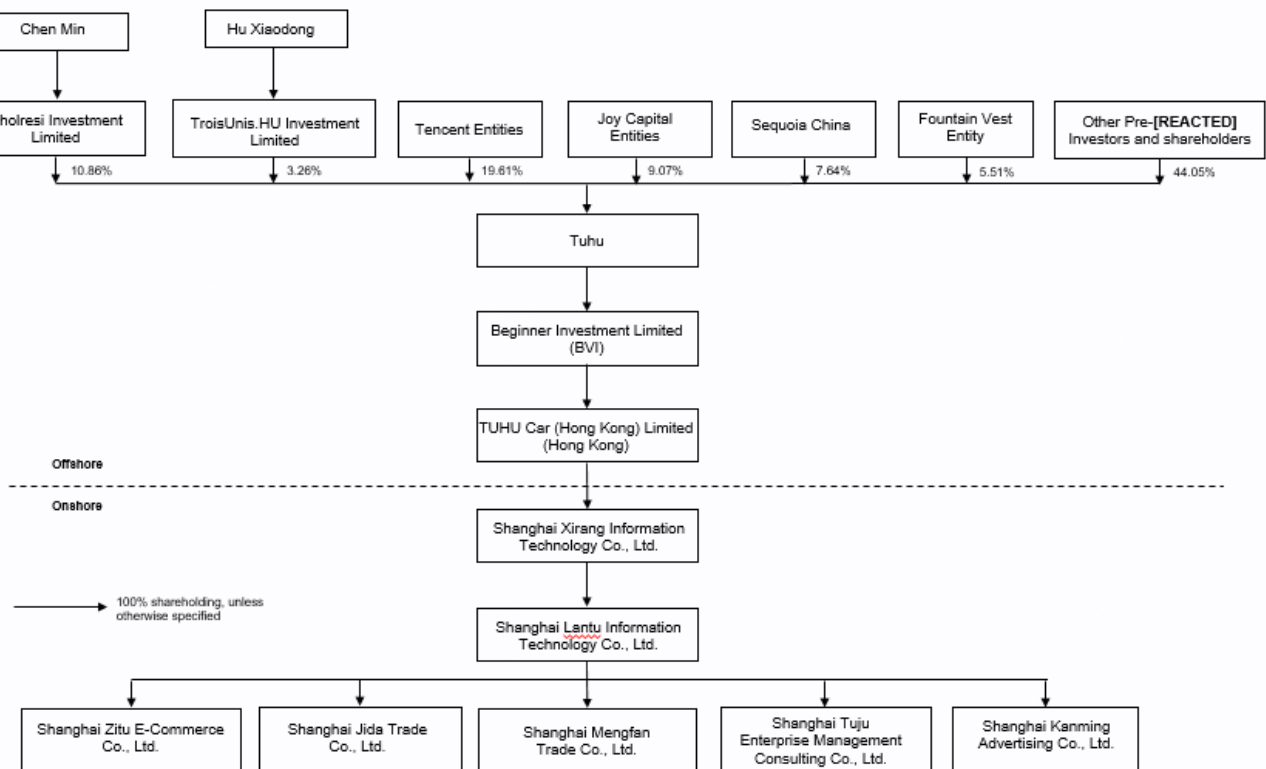 Chen Min
Hu Xiaodong
holresi Investment
Limited
TroisUnis.HU Investment
Limited
Tencent Entities
Joy Capital
Entities
Sequoia China
Fountain Vest
Entity
Other Pre-[REACTED]
Investors and shareholders
10.86%
3.26%
19.61%
9.07%
7.64%
5.51%
44.05%
Tuhu
Beginner Investment Limited
(BVI)
TUHU Car (Hong Kong) Limited
(Hong Kong)
Offshore
Onshore
Shanghai Xirang Information
Technology Co., Ltd.
100% shareholding, unless
otherwise specified
Shanghai Lantu Information
Technology Co., Ltd.
Shanghai Zitu E-Commerce
Co., Ltd.
Shanghai Jida Trade
Co., Ltd.
Shanghai Mengfan
Trade Co., Ltd.
Shanghai Tuju
Enterprise Management
Consulting Co., Ltd.
Shanghai Kanming
Advertising Co., Ltd.